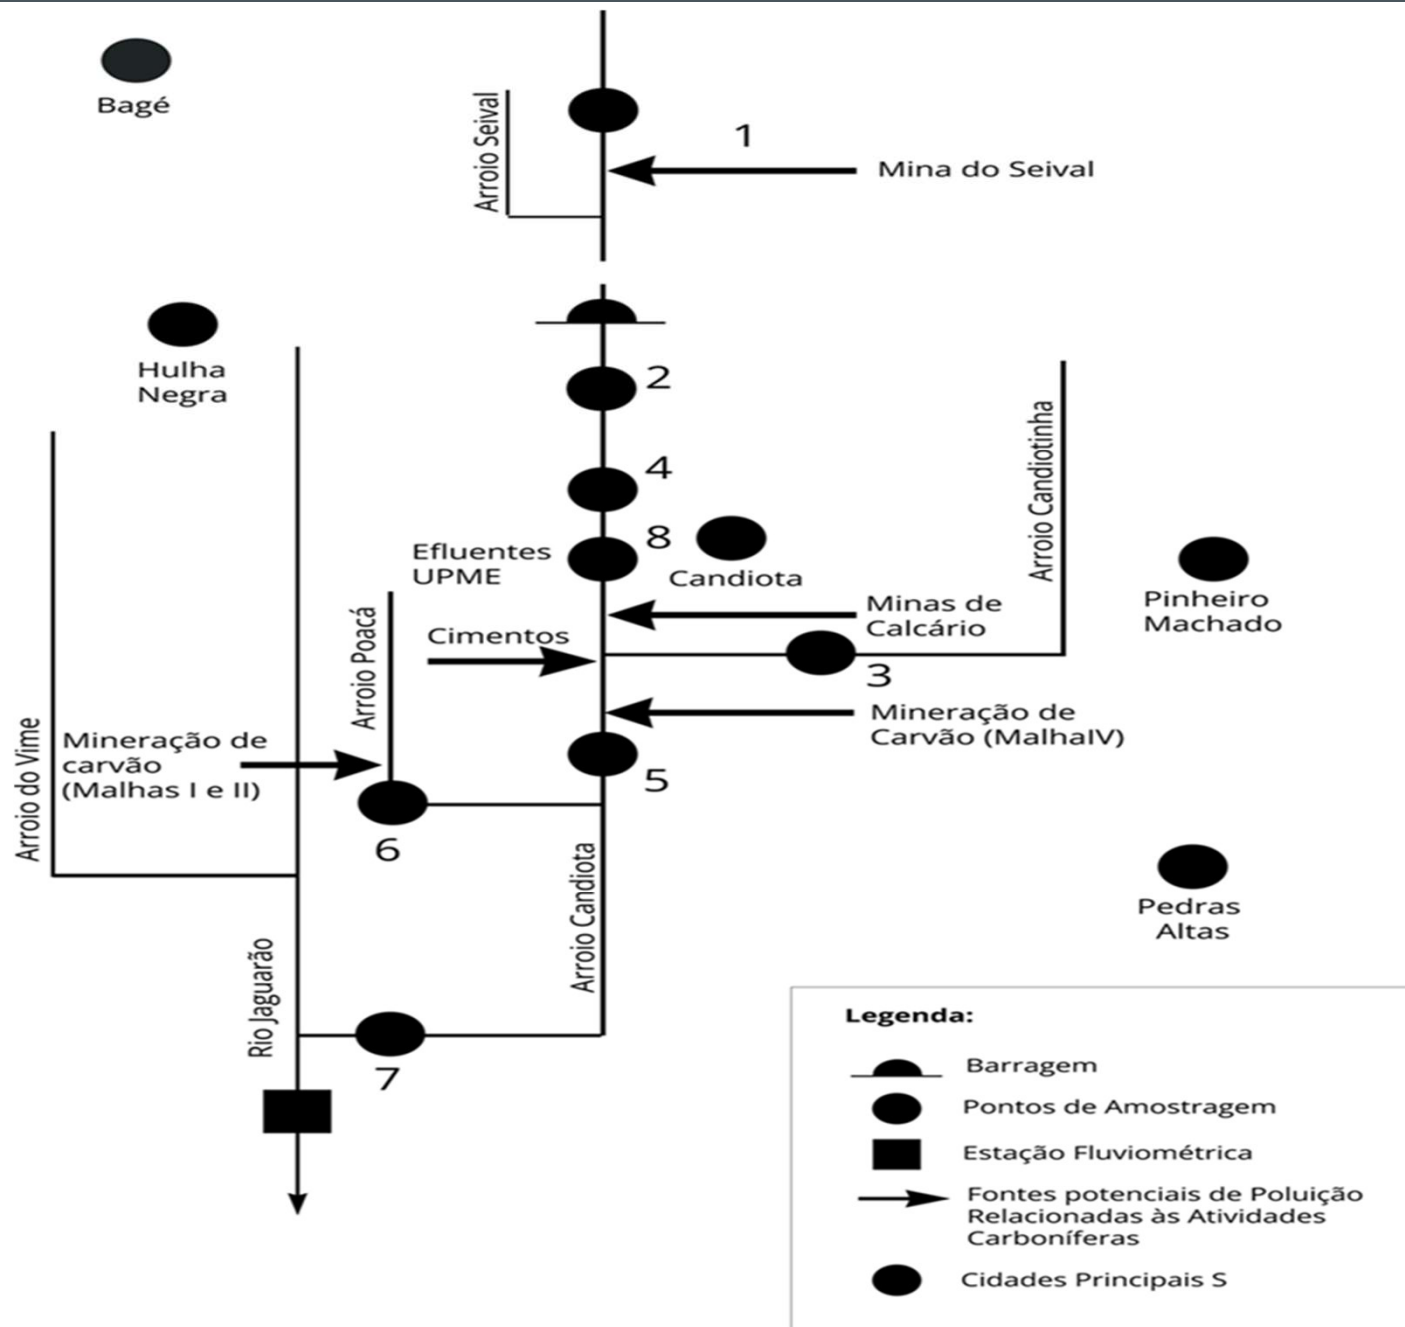 Bagé
Arroio Seival
1
Mina do Seival
Hulha
Negra
2
4
8
Candiota
Efluentes
UPME
Arroio Candiotinha
Pinheiro
Machado
Minas de
Calcário
Cimentos
Arroio Poacá
3
Mineração de
Carvão (MalhaIV)
Arroio do Vime
Mineração de
carvão
(Malhas I e II)
5
6
Arroio Candiota
Pedras
Altas
Rio Jaguarão
7
Legenda:
Barragem
Pontos de Amostragem
Estação Fluviométrica
Fontes potenciais de Poluição
Relacionadas às Atividades
Carboníferas
Cidades Principais S